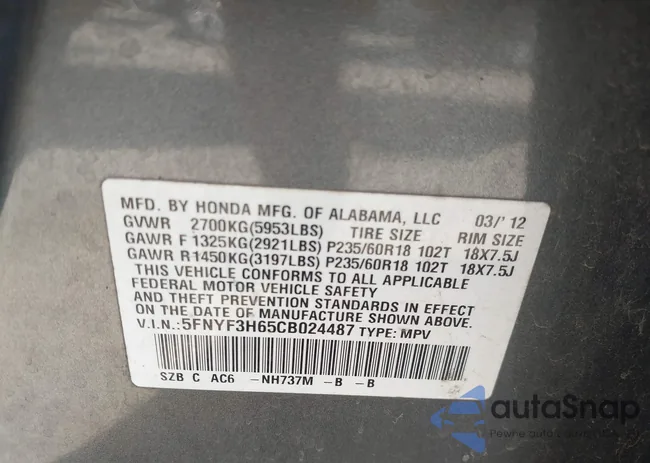 MFD. BY HONDA MFG. OF ALABAMA, LLC 03/' 12
GVWR 2700KG(5953LBS) TIRE SIZE RIM SIZE
GAWR F 1325KG(2921LBS) P235/60R18 102T 18X7.5J
GAWR R1450KG(3197LBS) P235/60R18 102T 18X7.5J
THIS VEHICLE CONFORMS TO ALL APPLICABLE
FEDERAL MOTOR VEHICLE SAFETY AND
THEFT PREVENTION STANDARDS IN EFFECT
ON THE DATE OF MANUFACTURE SHOWN ABOVE.
V.I.N.: 5FNYF3H65CB024487 TYPE: MPV
SZB C AC6 -NH737M -B -B
autaSnap
Pewne auta z